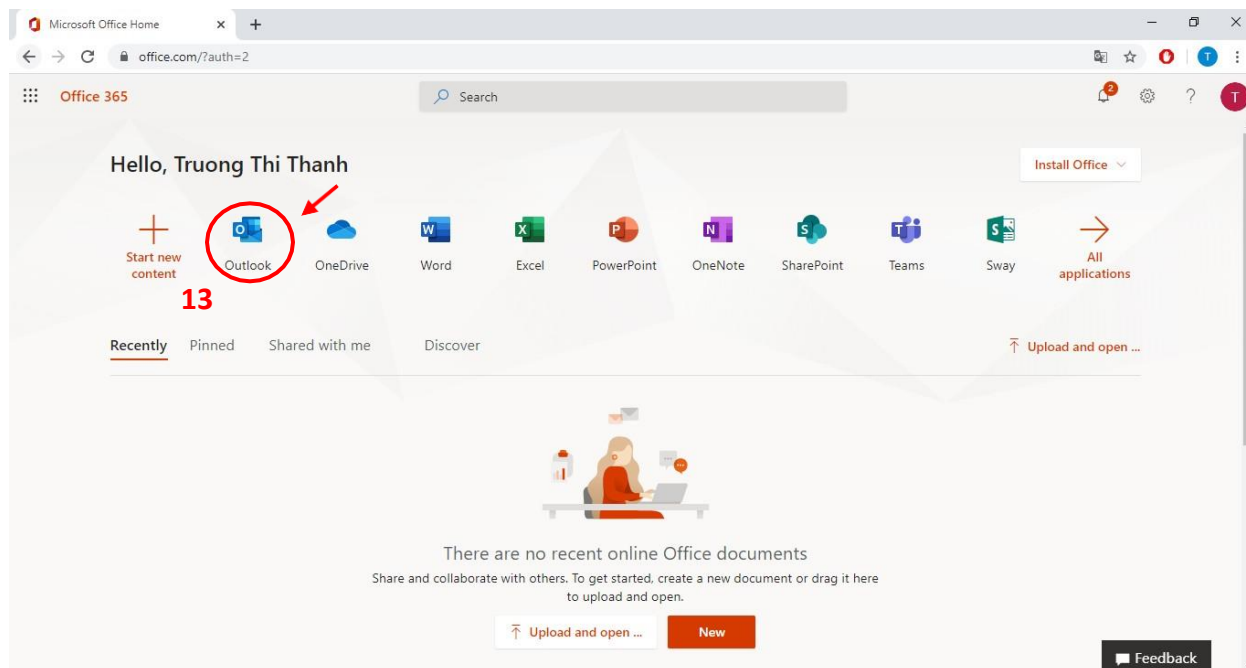 Microsoft Office Home
office.com/?auth=2
T
Office 365
Search
2
?
T
Hello, Truong Thi Thanh
Install Office
Start new
content
Outlook
OneDrive
Word
Excel
PowerPoint
OneNote
SharePoint
Teams
Sway
All
applications
13
Recently Pinned Shared with me Discover
Upload and open ...
There are no recent online Office documents
Share and collaborate with others. To get started, create a new document or drag it here
to upload and open.
Upload and open ...
New
Feedback